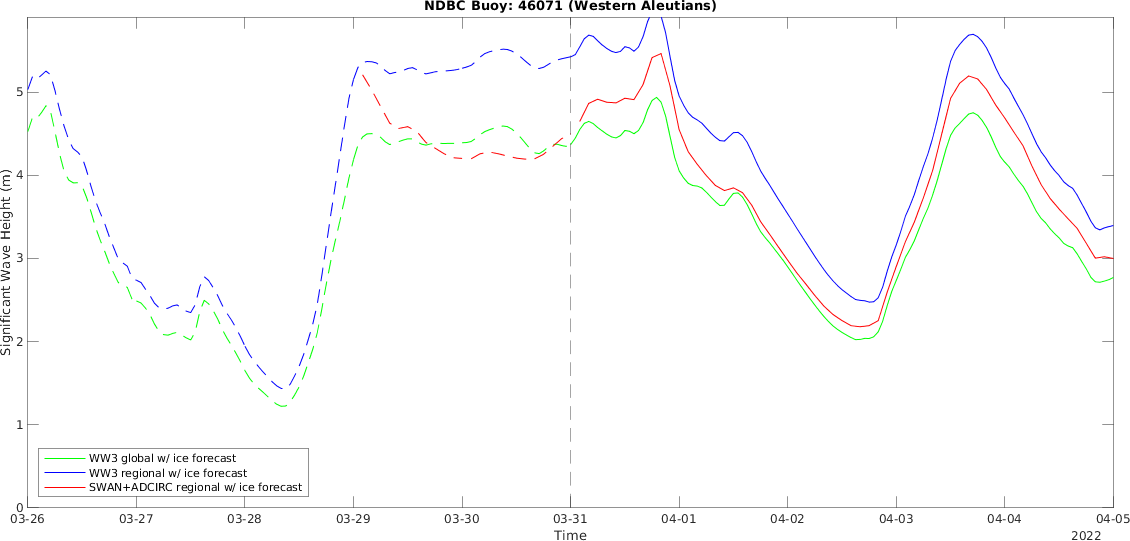 NDBC Buoy: 46071 (Western Aleutians)
Significant Wave Height (m)
5
4
3
2
1
0
WW3 global w/ ice forecast
WW3 regional w/ ice forecast
SWAN+ADCIRC regional w/ ice forecast
03-26 03-27 03-28 03-29 03-30 03-31 04-01 04-02 04-03 04-04 04-05
Time
2022